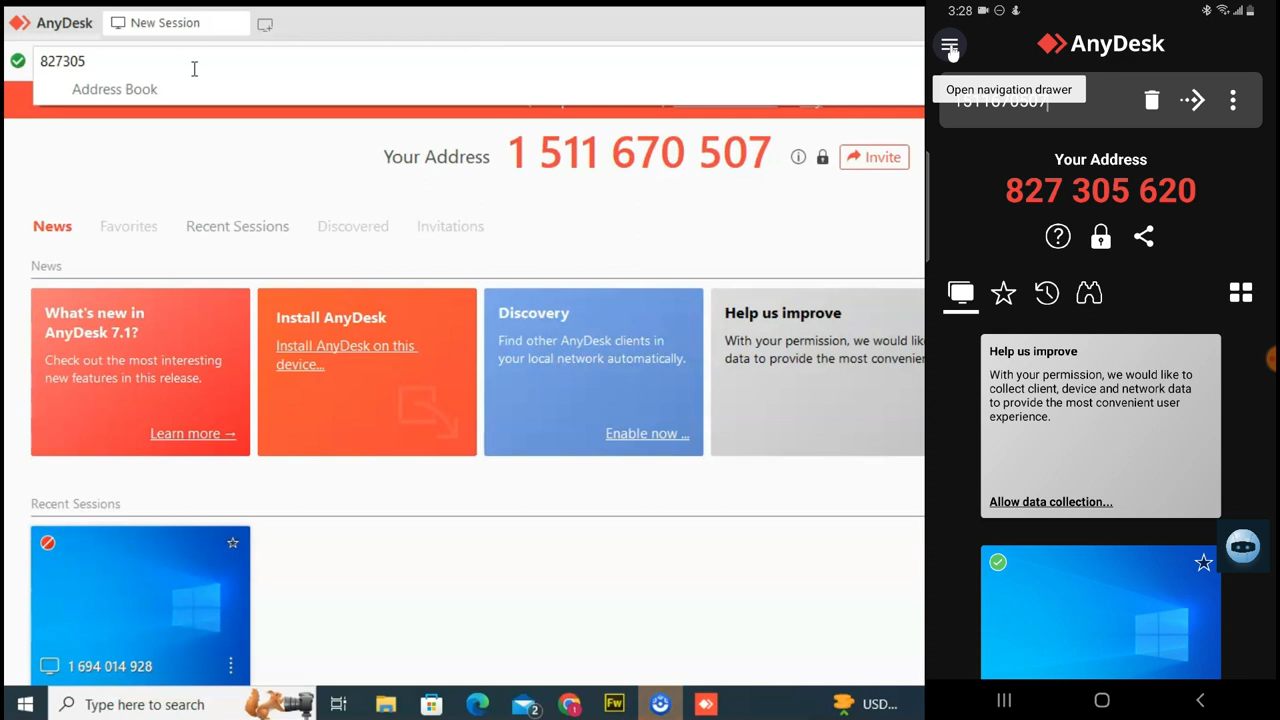 AnyDesk
New Session
827305
Address Book
Your Address
1 511 670 507
Invite
News
Favorites
Recent Sessions
Discovered
Invitations
News
What's new in
AnyDesk 7.1?
Check out the most interesting
new features in this release.
Learn more →
Install AnyDesk
Install AnyDesk on this
device...
Discovery
Find other AnyDesk clients in
your local network automatically.
Enable now ...
Help us improve
With your permission, we would like
data to provide the most convenien
Recent Sessions
1 694 014 928
Type here to search
2
Fw
USD...
3:28
AnyDesk
Open navigation drawer
Your Address
827 305 620
Help us improve
With your permission, we would like to
collect client, device and network data
to provide the most convenient user
experience.
Allow data collection...